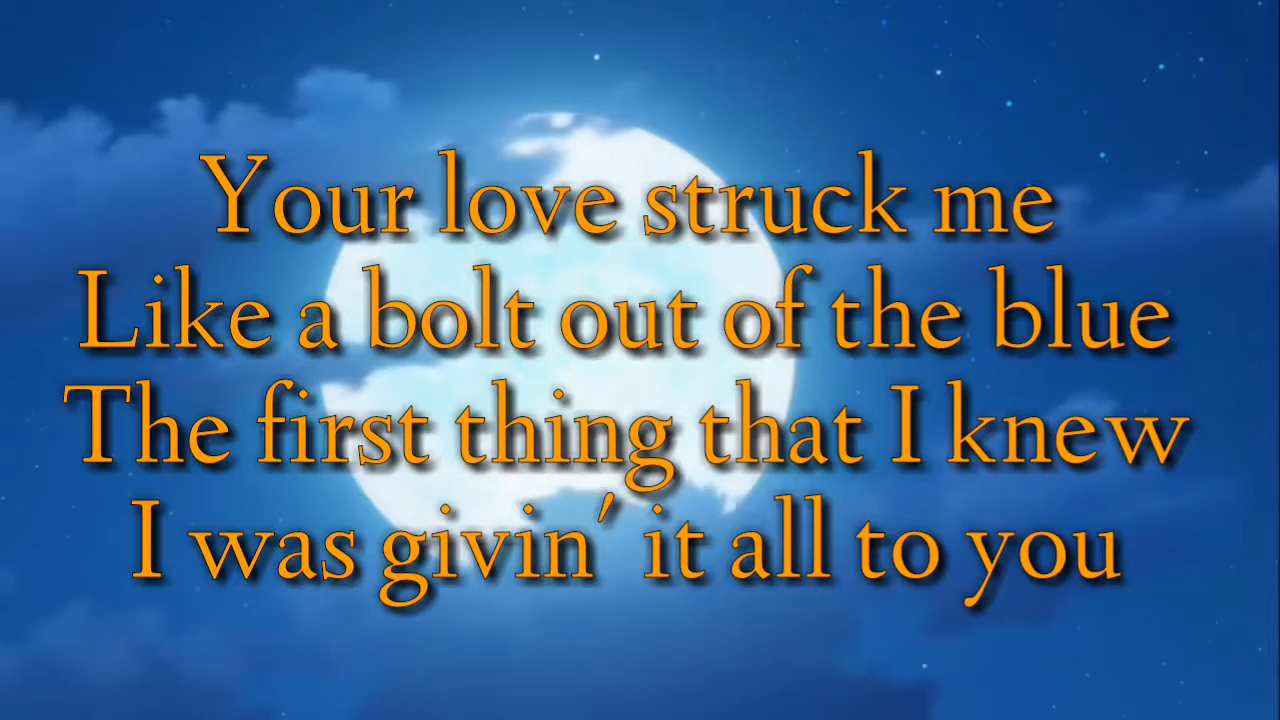 Your love struck me
Like a bolt out of the blue
The first thing that I knew
I was givin' it all to you